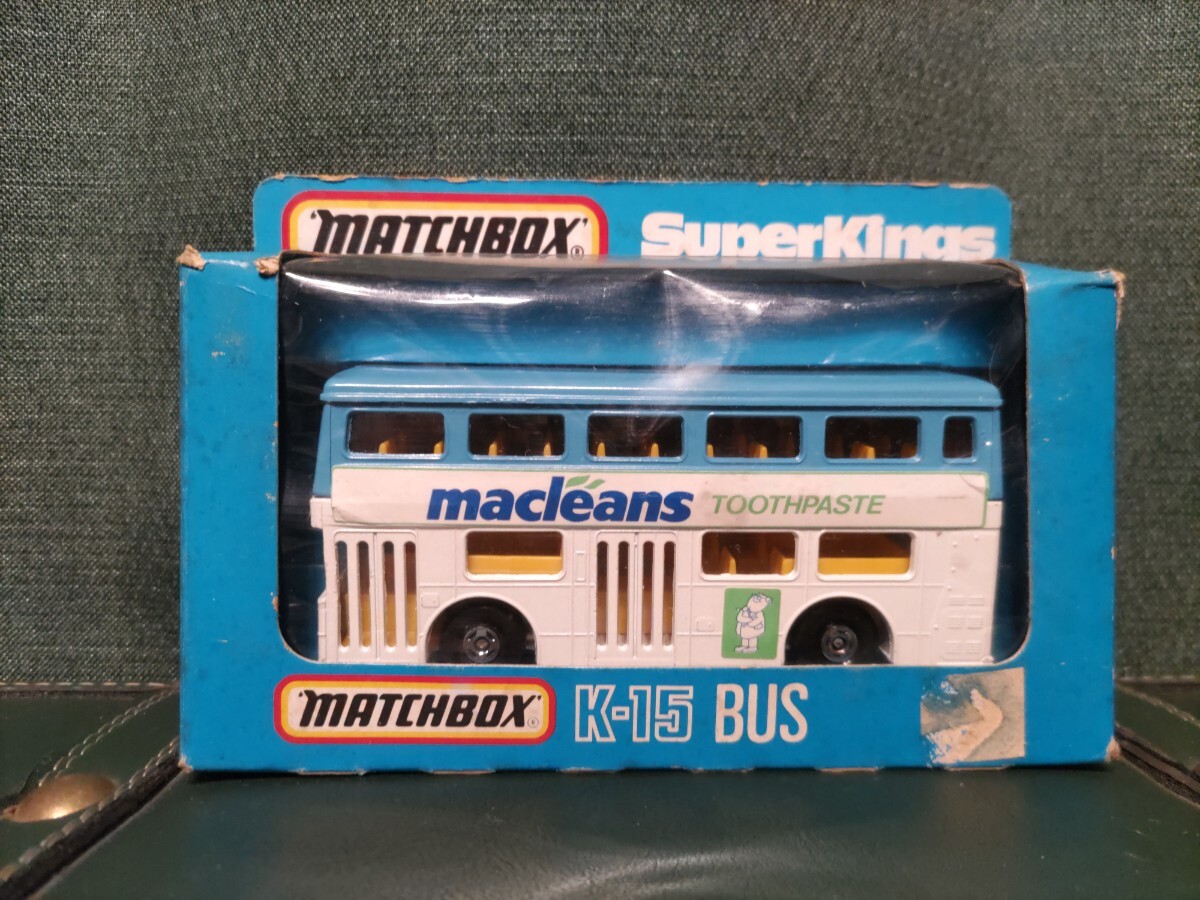 "MATCHBOX" ®
SuperKings
macleans TOOTHPASTE
"MATCHBOX" ®
K-15 BUS